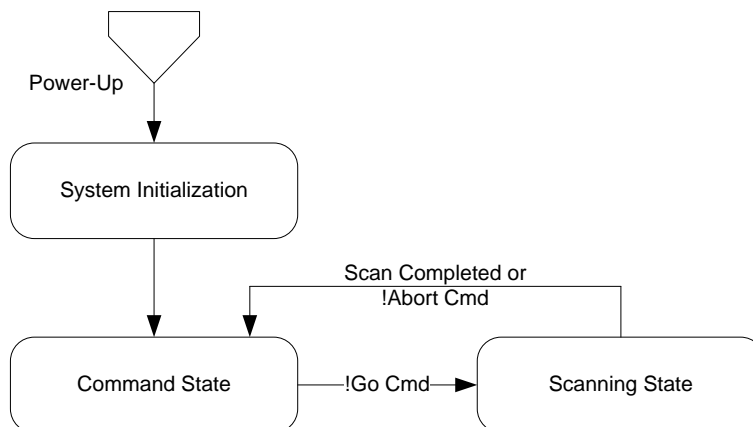 Power-Up
System Initialization
Scan Completed or
!Abort Cmd
Command State
!Go Cmd
Scanning State